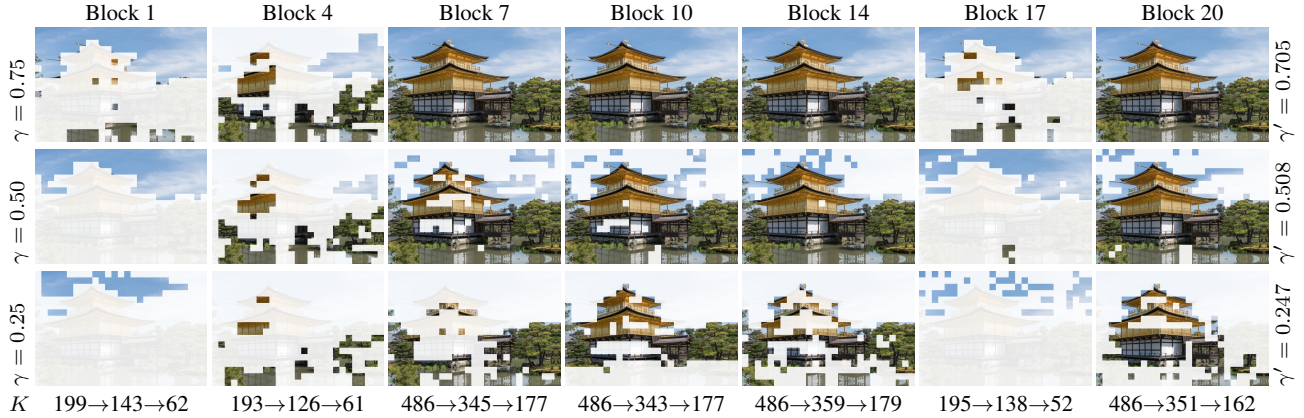 Block 1 Block 4 Block 7 Block 10 Block 14 Block 17 Block 20
γ = 0.75 γ′ = 0.705
γ = 0.50 γ′ = 0.508
γ = 0.25 γ′ = 0.247
K 199→143→62 193→126→61 486→345→177 486→343→177 486→359→179 195→138→52 486→351→162